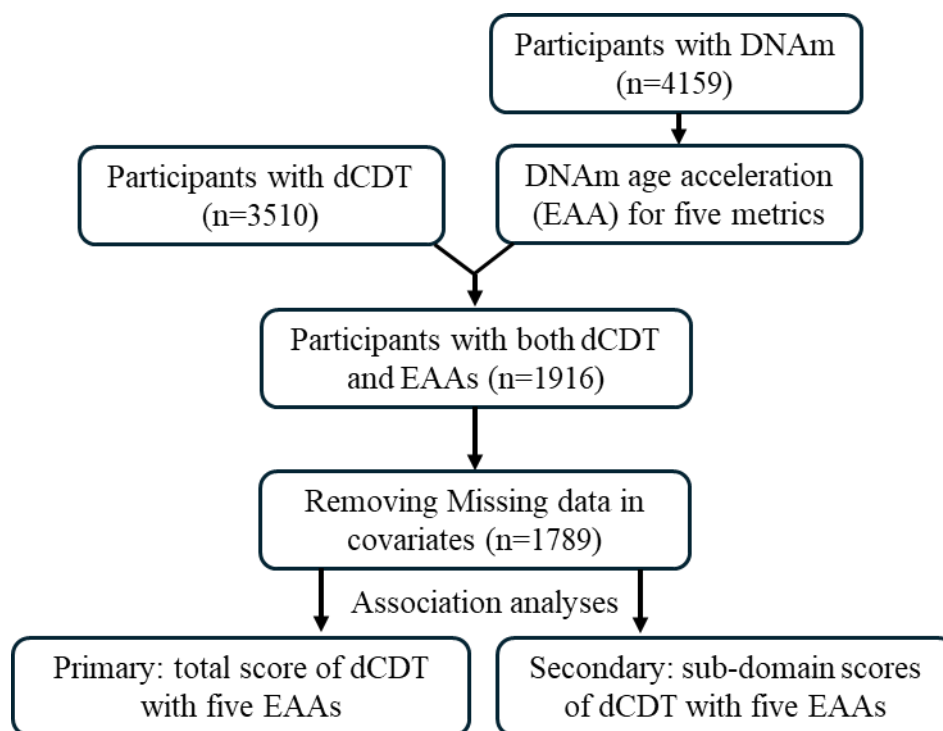 Participants with DNAm
(n=4159)
Participants with dCDT
(n=3510)
DNAm age acceleration
(EAA) for five metrics
Participants with both dCDT
and EAAs (n=1916)
Removing Missing data in
covariates (n=1789)
Association analyses
Primary: total score of dCDT
with five EAAs
Secondary: sub-domain scores
of dCDT with five EAAs